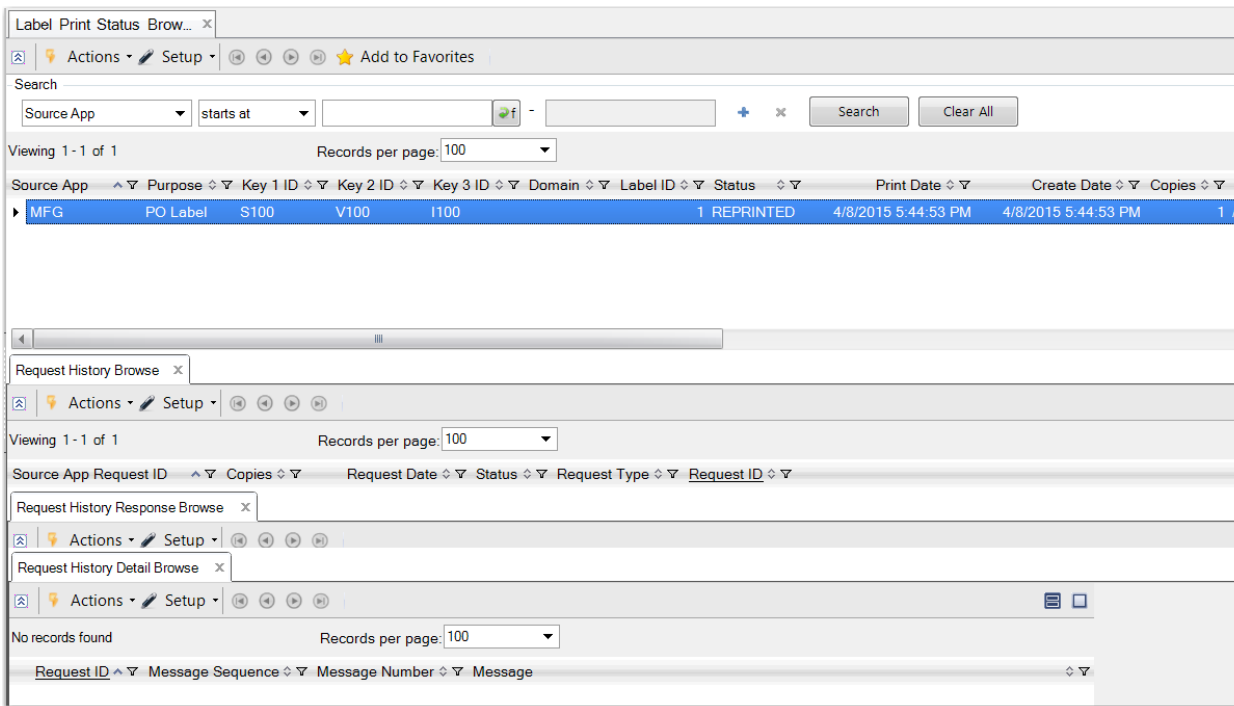 Label Print Status Brow...
Actions Setup Add to Favorites
Search
Source App starts at f - Search Clear All
Viewing 1 - 1 of 1 Records per page: 100
Source App Purpose Key 1 ID Key 2 ID Key 3 ID Domain Label ID Status Print Date Create Date Copies
MFG PO Label S100 V100 I100 1 REPRINTED 4/8/2015 5:44:53 PM 4/8/2015 5:44:53 PM 1
Request History Browse
Actions Setup
Viewing 1 - 1 of 1 Records per page: 100
Source App Request ID Copies Request Date Status Request Type Request ID
Request History Response Browse
Actions Setup
Request History Detail Browse
Actions Setup
No records found Records per page: 100
Request ID Message Sequence Message Number Message